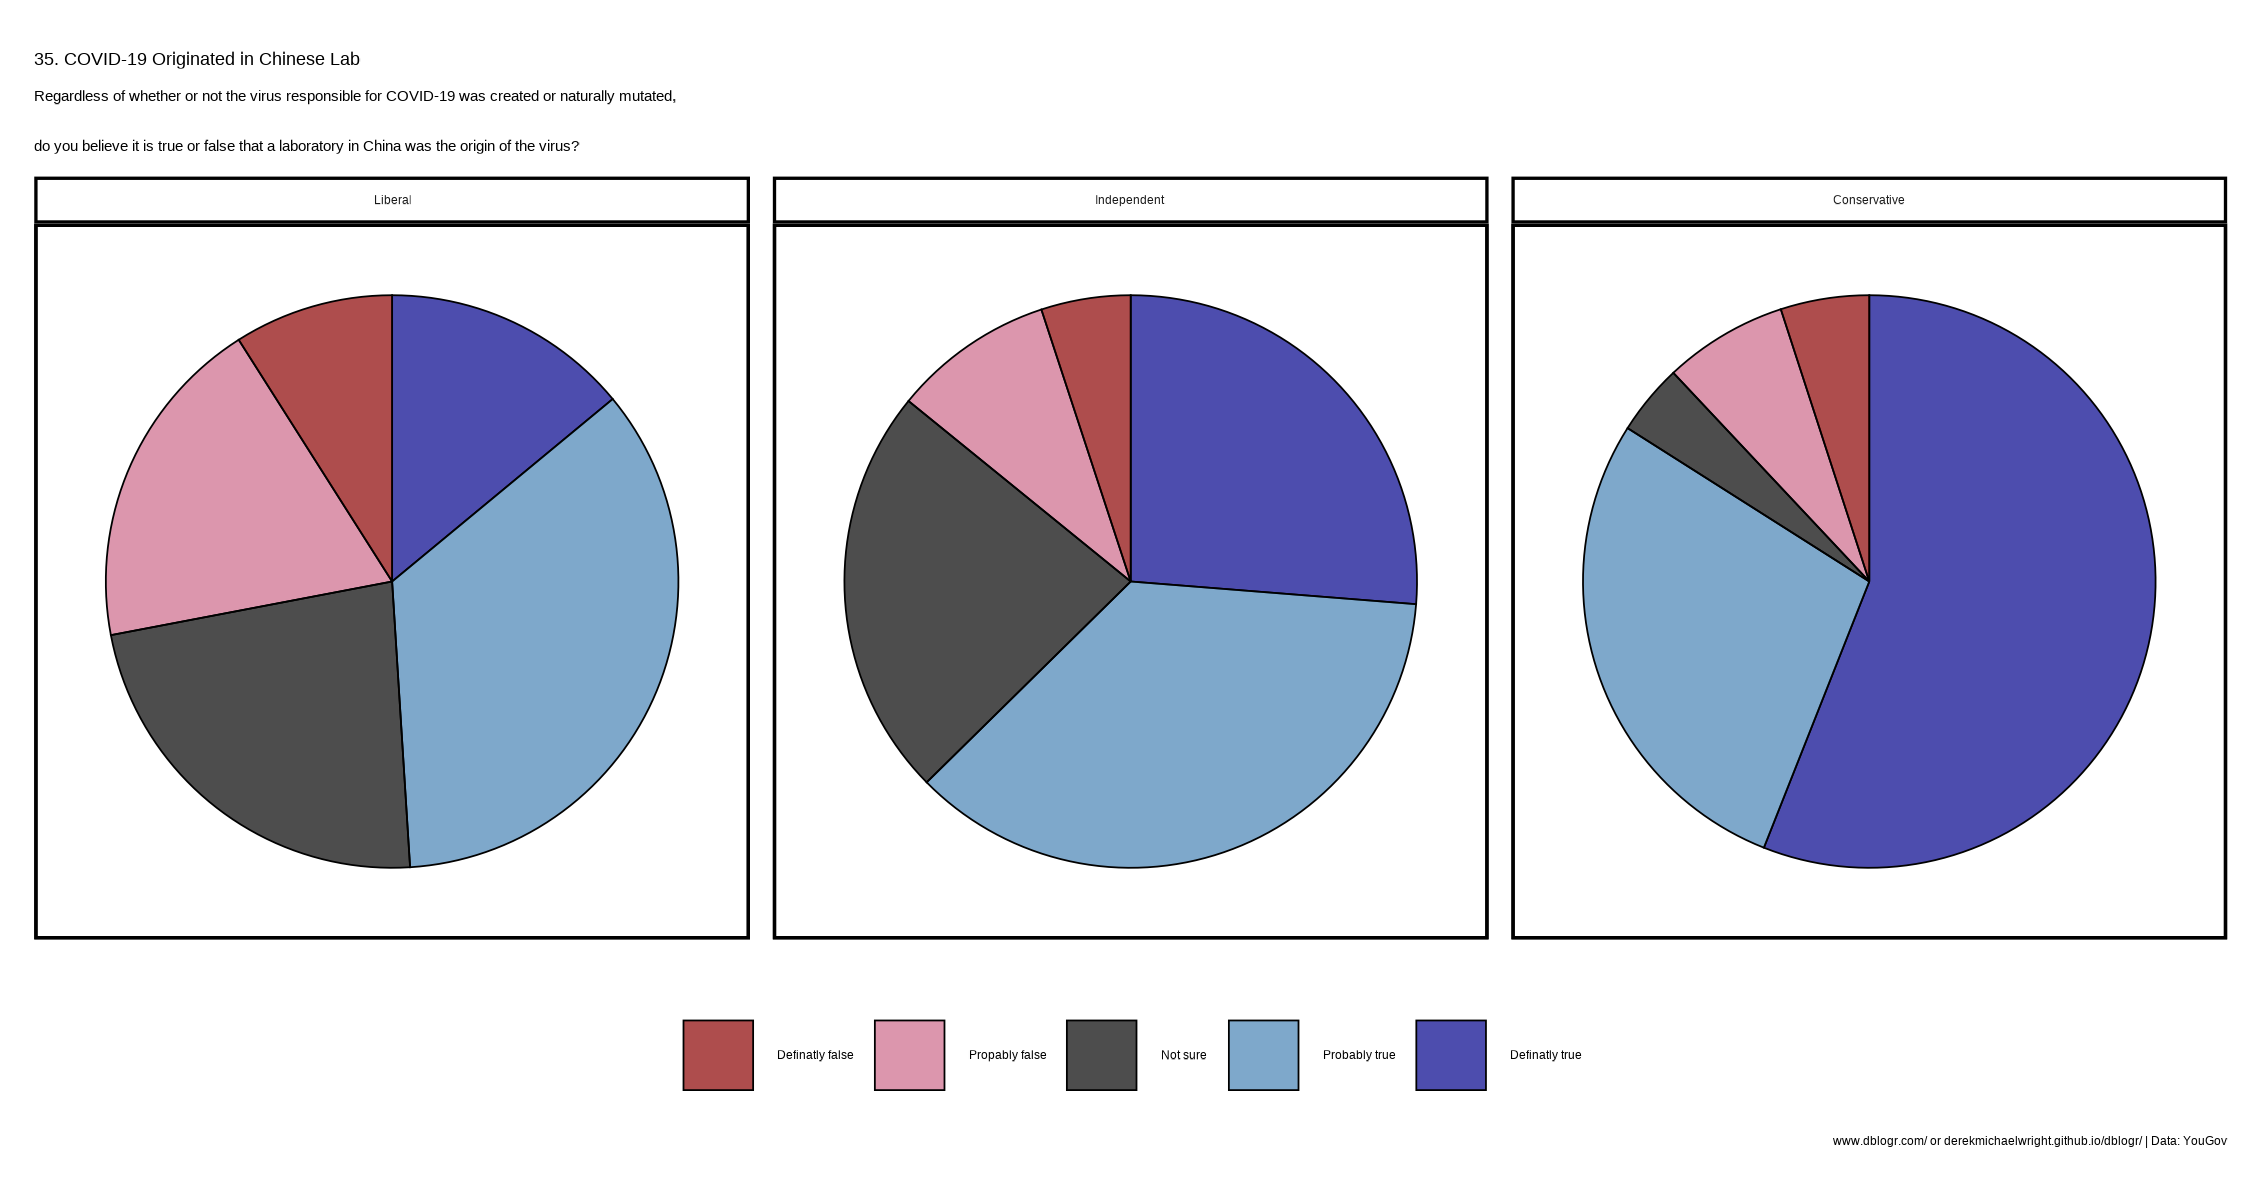 35. COVID-19 Originated in Chinese Lab
Regardless of whether or not the virus responsible for COVID-19 was created or naturally mutated,
do you believe it is true or false that a laboratory in China was the origin of the virus?
Liberal
Independent
Conservative
Definatly false
Propably false
Not sure
Probably true
Definatly true
www.dblogr.com/ or derekmichaelwright.github.io/dblogr/ | Data: YouGov